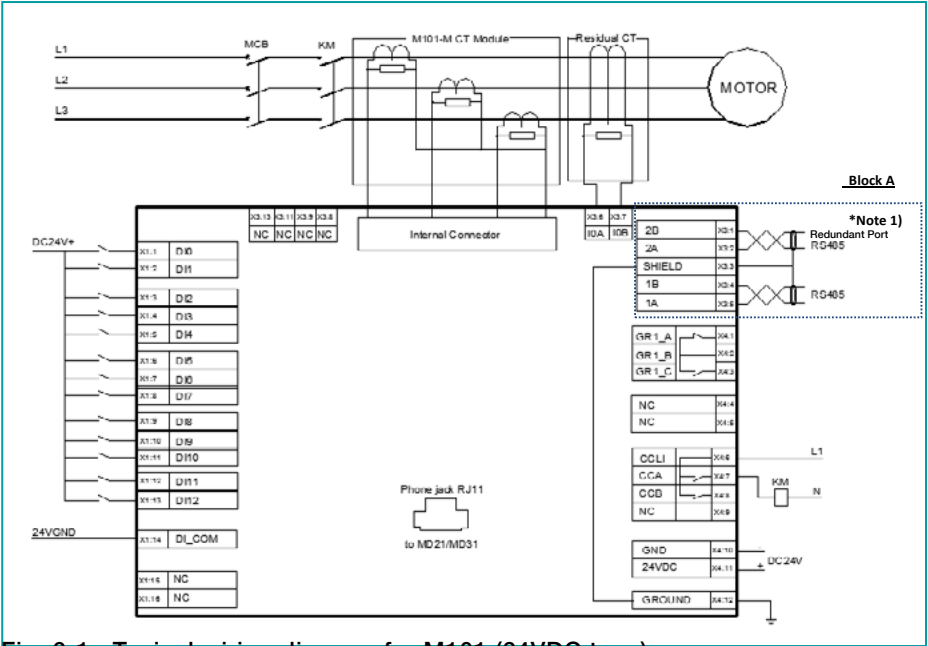 M101-M CT Module
Residual CT
MCB
KM
L1
L2
L3
MOTOR
Block A
*Note 1)
Redundant Port
RS485
RS485
X3.13 X3.11 X3.9 X3.8
NC NC NC NC
Internal Connector
X3.6 X3.7
I0A I0B
2B X3:1
2A X3:2
SHIELD X3:3
1B X3:4
1A X3:5
DC24V+
X1.1 DI0
X1:2 DI1
X1:3 DI2
X1.4 DI3
X1:5 DI4
X1:6 DI5
X1:7 DI6
X1:8 DI7
X1:9 DI8
X1:10 DI9
X1:11 DI10
X1:12 DI11
X1:13 DI12
24VGND
X1:14 DI_COM
X1:15 NC
X1:16 NC
Phone jack RJ11
to MD21/MD31
GR1_A X4.1
GR1_B X4:2
GR1_C X4:3
NC X4:4
NC X4:5
CCLI X4:6
CCA X4:7
CCB X4:8
NC X4:9
L1
KM
N
GND X4:10
24VDC X4.11
- + DC24V
GROUND X4:12